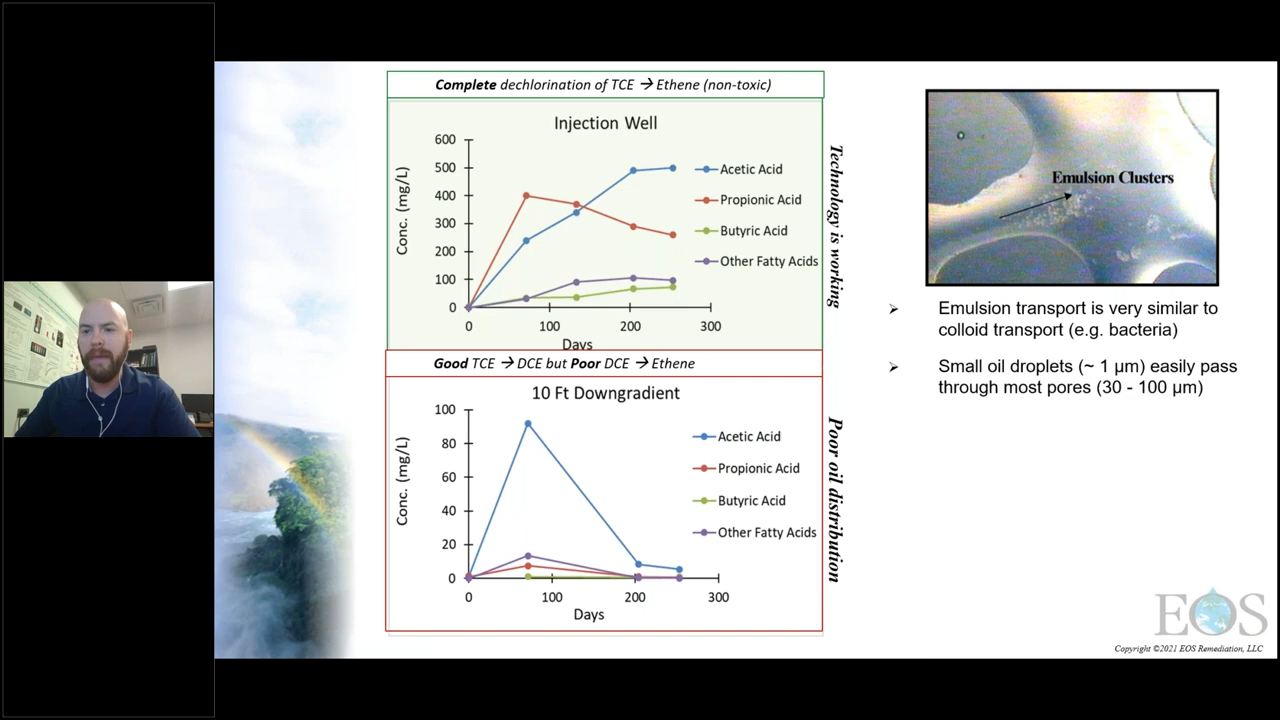 Complete dechlorination of TCE → Ethene (non-toxic)
Injection Well
600
500
400
300
200
100
0
Conc. (mg/L)
0 100 200 300
Days
Acetic Acid
Propionic Acid
Butyric Acid
Other Fatty Acids
Technology is working
Good TCE → DCE but Poor DCE → Ethene
10 Ft Downgradient
100
80
60
40
20
0
Conc. (mg/L)
0 100 200 300
Days
Acetic Acid
Propionic Acid
Butyric Acid
Other Fatty Acids
Poor oil distribution
Emulsion Clusters
➢ Emulsion transport is very similar to
colloid transport (e.g. bacteria)
➢ Small oil droplets (~ 1 µm) easily pass
through most pores (30 - 100 µm)
EOS
Copyright ©2021 EOS Remediation, LLC